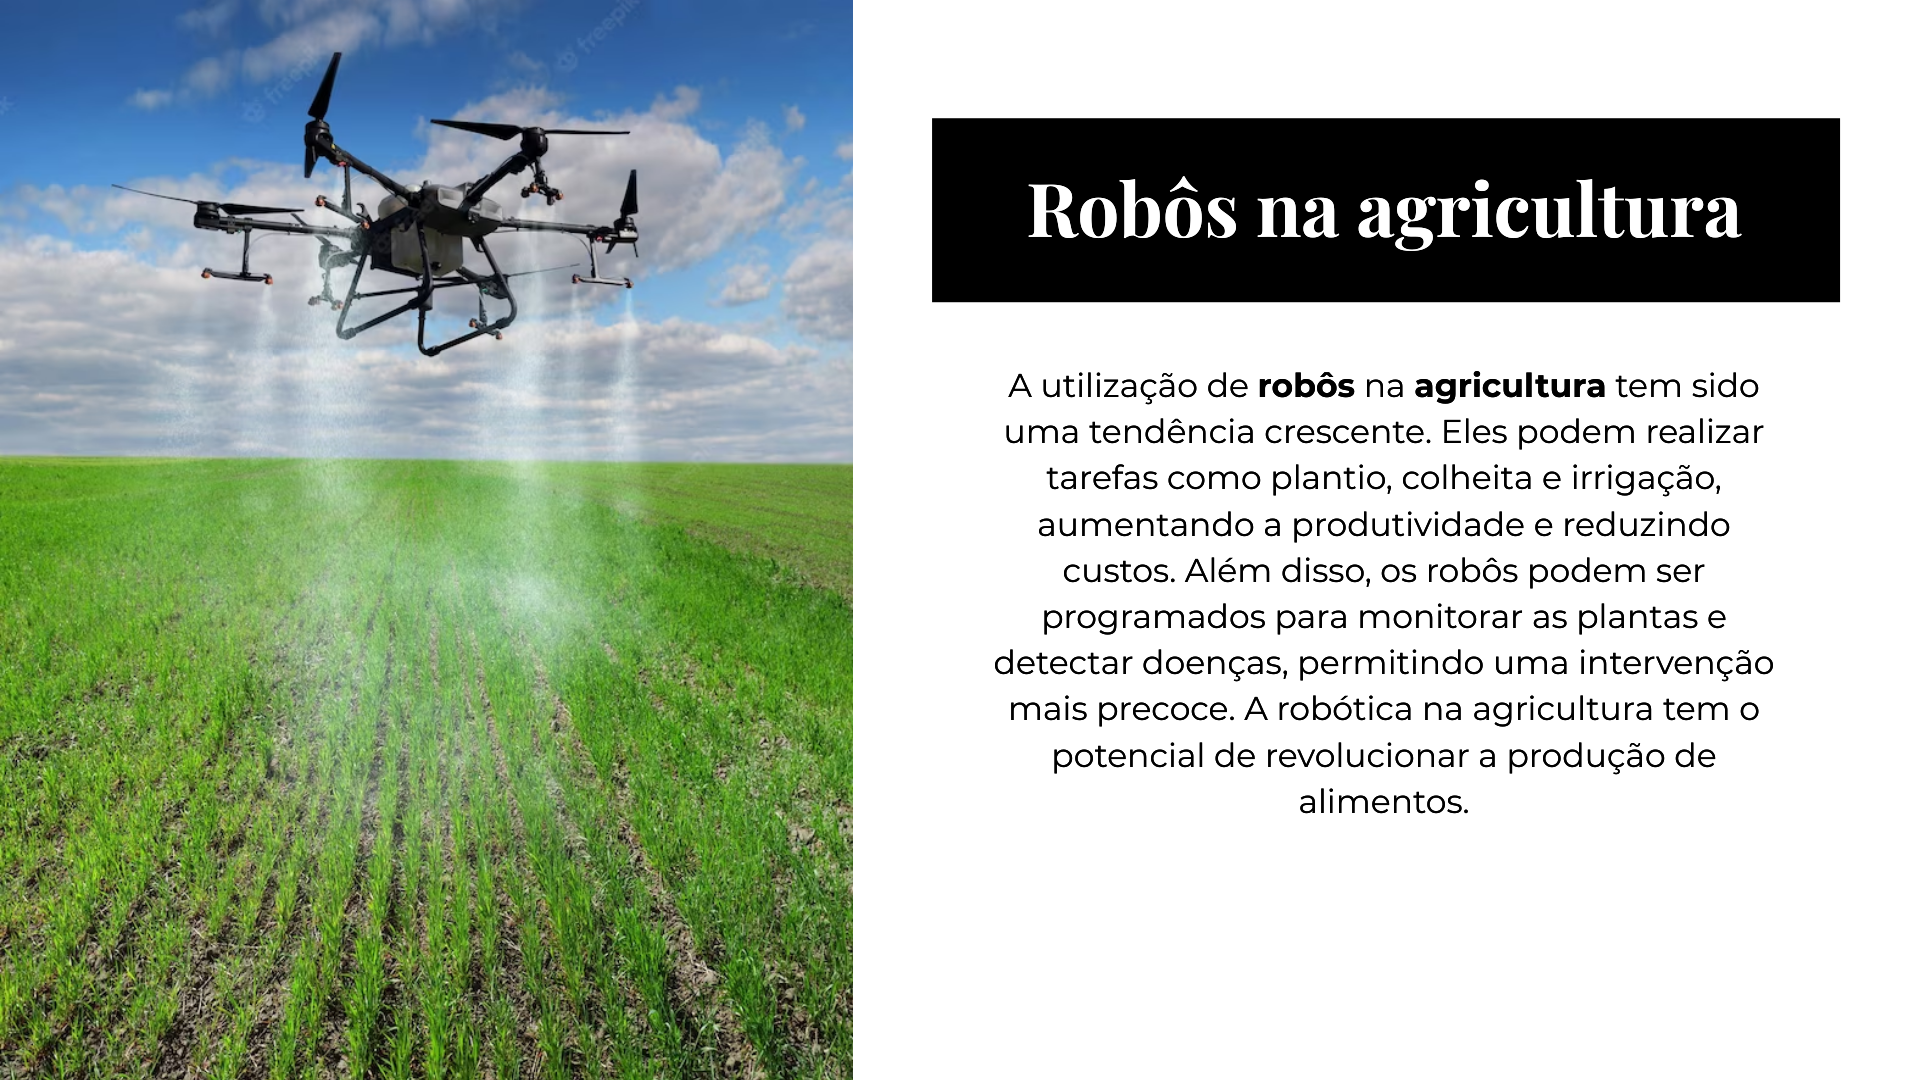 Robôs na agricultura
A utilização de robôs na agricultura tem sido
uma tendência crescente. Eles podem realizar
tarefas como plantio, colheita e irrigação,
aumentando a produtividade e reduzindo
custos. Além disso, os robôs podem ser
programados para monitorar as plantas e
detectar doenças, permitindo uma intervenção
mais precoce. A robótica na agricultura tem o
potencial de revolucionar a produção de
alimentos.
freepik
freepik